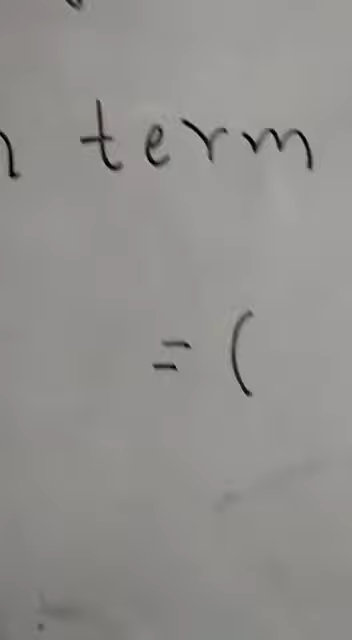 term
= (